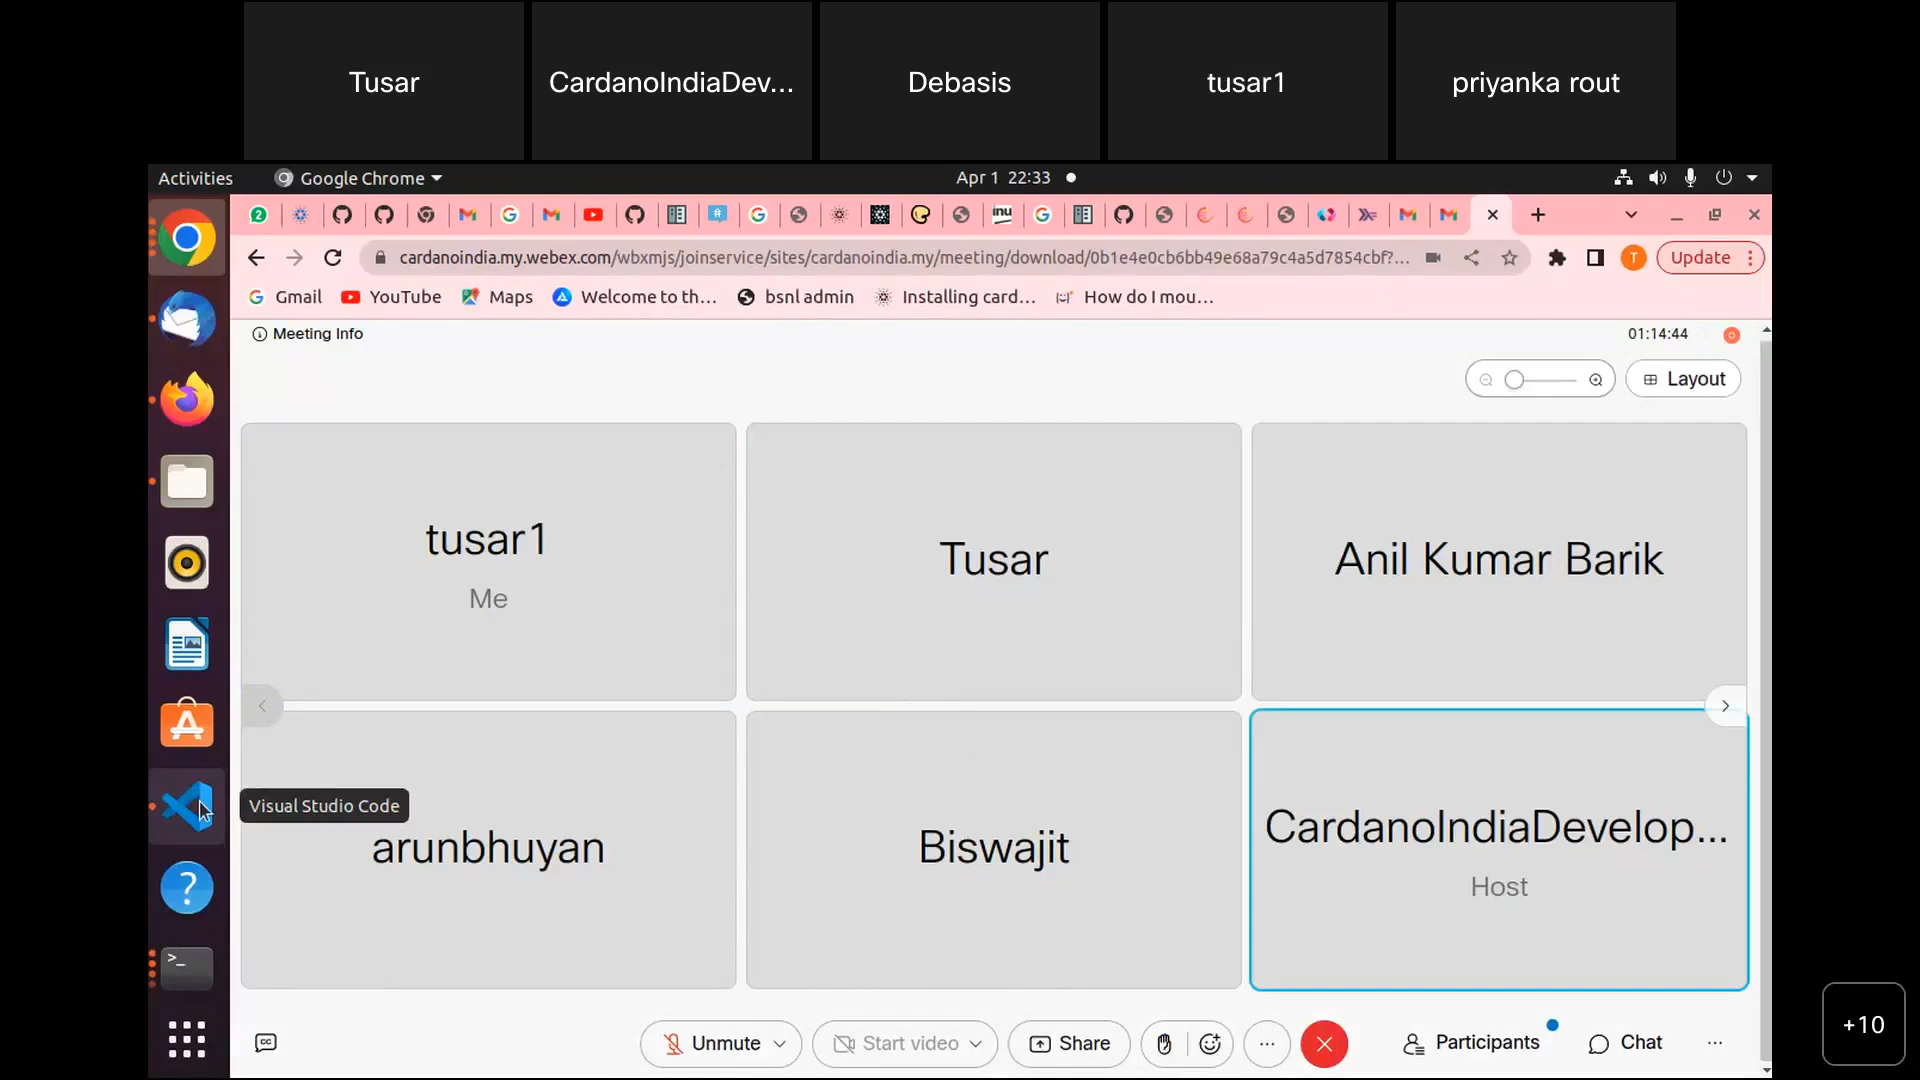 Tusar
CardanoIndiaDev...
Debasis
tusar1
priyanka rout
Activities
Google Chrome
Apr 1 22:33
cardanoindia.my.webex.com/wbxmjs/joinservice/sites/cardanoindia.my/meeting/download/0b1e4e0cb6bb49e68a79c4a5d7854cbf?...
Update
Gmail
YouTube
Maps
Welcome to th...
bsnl admin
Installing card...
How do I mou...
Meeting Info
01:14:44
Layout
tusar1
Me
Tusar
Anil Kumar Barik
Visual Studio Code
arunbhuyan
Biswajit
CardanoIndiaDevelop...
Host
Unmute
Start video
Share
Participants
Chat
+10